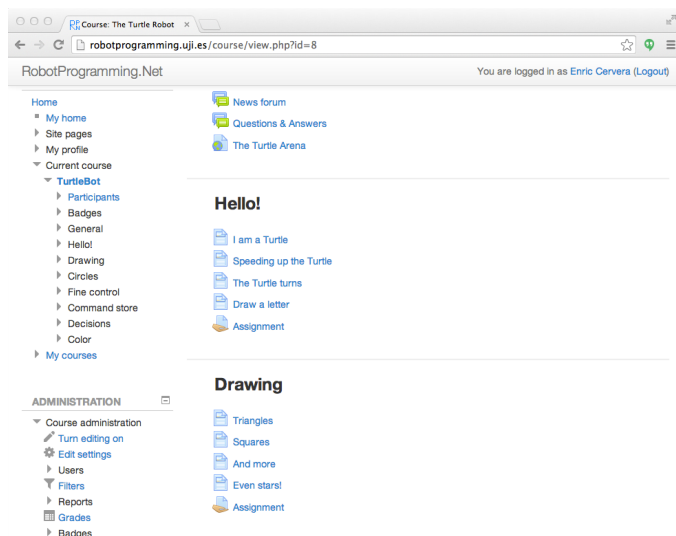 Course: The Turtle Robot
robotprogramming.uji.es/course/view.php?id=8
RobotProgramming.Net
You are logged in as Enric Cervera (Logout)
Home
My home
Site pages
My profile
Current course
TurtleBot
Participants
Badges
General
Hello!
Drawing
Circles
Fine control
Command store
Decisions
Color
My courses
ADMINISTRATION
Course administration
Turn editing on
Edit settings
Users
Filters
Reports
Grades
Badges
News forum
Questions & Answers
The Turtle Arena
Hello!
I am a Turtle
Speeding up the Turtle
The Turtle turns
Draw a letter
Assignment
Drawing
Triangles
Squares
And more
Even stars!
Assignment